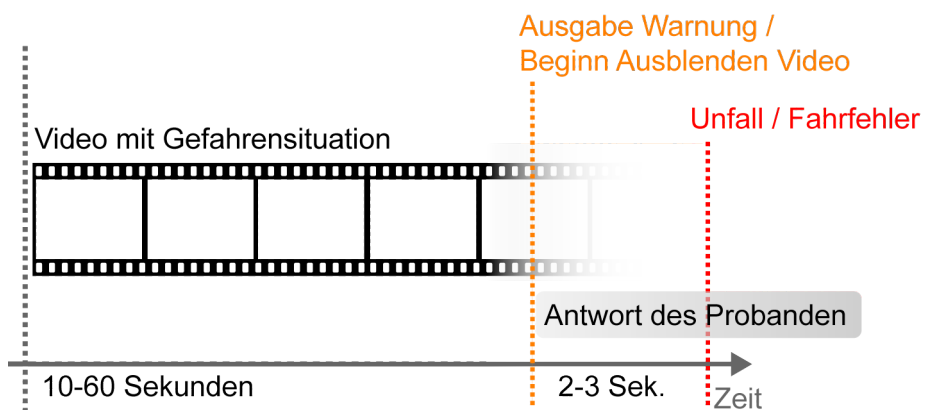 Ausgabe Warnung /
Beginn Ausblenden Video
Unfall / Fahrfehler
Video mit Gefahrensituation
Antwort des Probanden
10-60 Sekunden
2-3 Sek.
Zeit